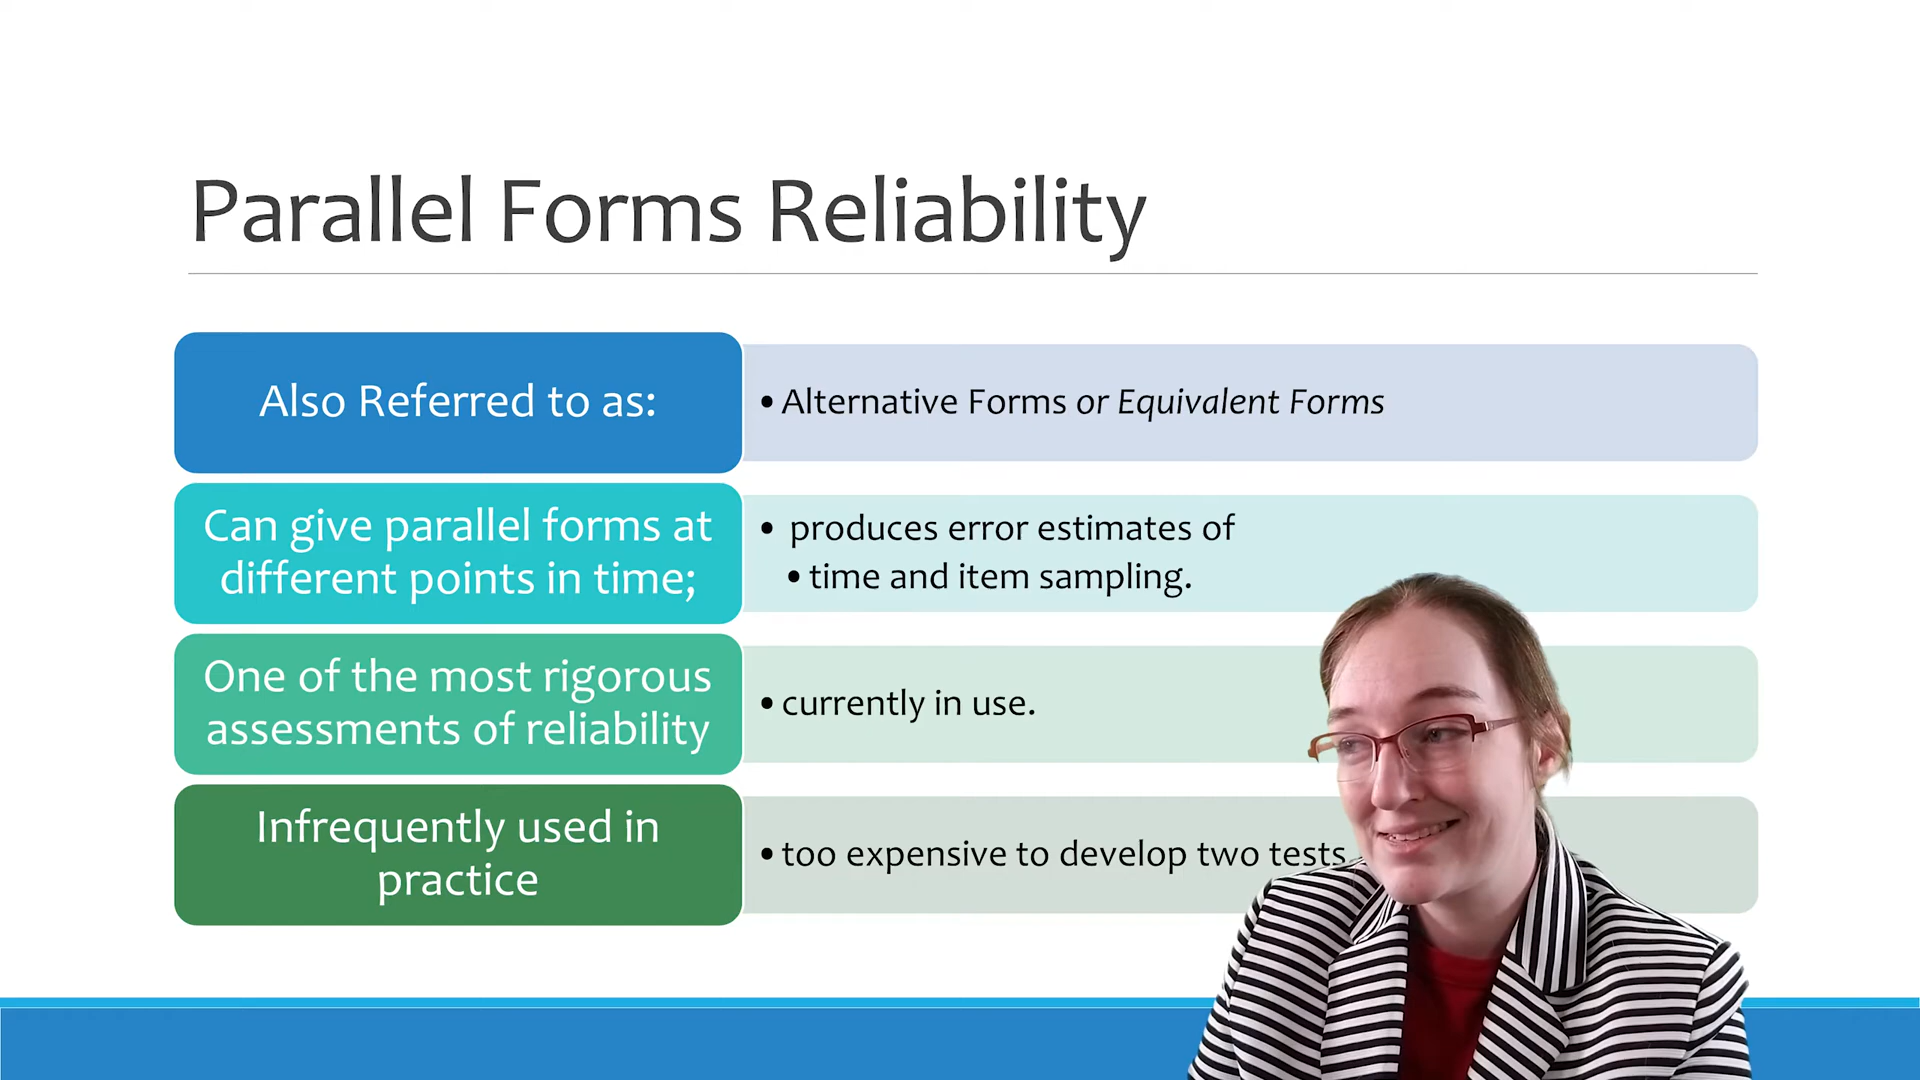 Parallel Forms Reliability
Also Referred to as:
• Alternative Forms or Equivalent Forms
Can give parallel forms at
different points in time;
• produces error estimates of
• time and item sampling.
One of the most rigorous
assessments of reliability
• currently in use.
Infrequently used in
practice
• too expensive to develop two tests